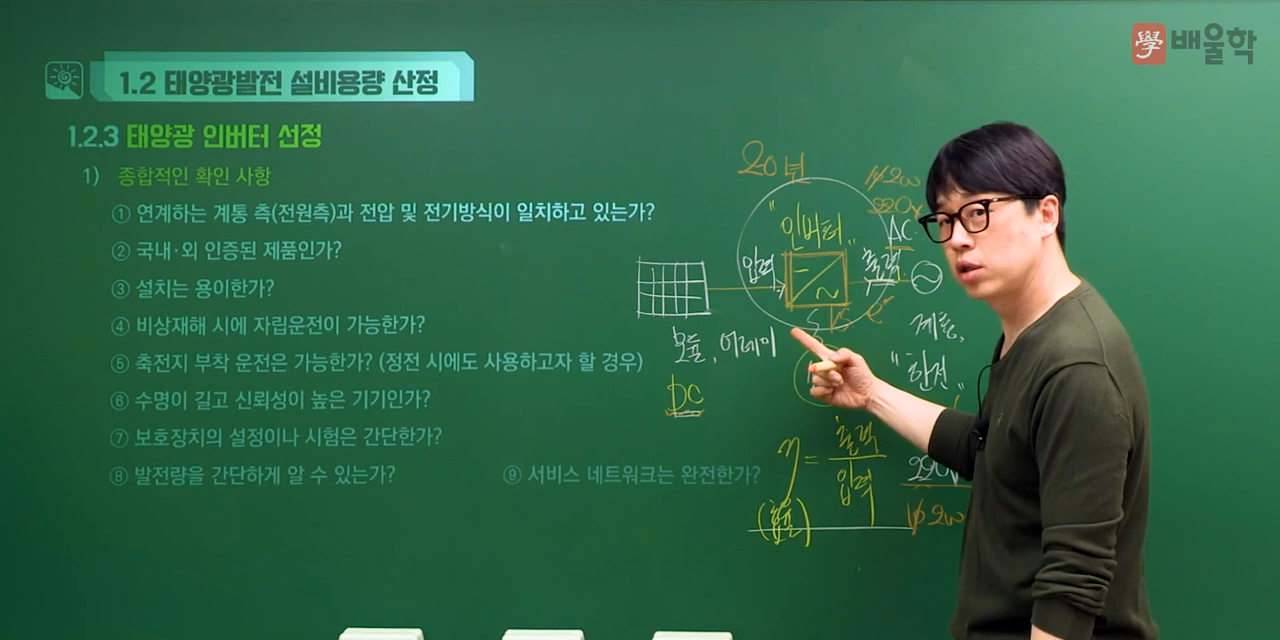 學 배울학
1.2 태양광발전 설비용량 산정
1.2.3 태양광 인버터 선정
1) 종합적인 확인 사항
① 연계하는 계통 측(전원측)과 전압 및 전기방식이 일치하고 있는가?
② 국내·외 인증된 제품인가?
③ 설치는 용이한가?
④ 비상재해 시에 자립운전이 가능한가?
⑤ 축전지 부착 운전은 가능한가? (정전 시에도 사용하고자 할 경우)
⑥ 수명이 길고 신뢰성이 높은 기기인가?
⑦ 보호장치의 설정이나 시험은 간단한가?
⑧ 발전량을 간단하게 알 수 있는가?
⑨ 서비스 네트워크는 완전한가?
20년
1φ2w
220v
"인버터"
AC
입력
출력
모듈, 어레이
DC
계통,
"한전"
η = 출력
입력
(효율)
220v
1φ2w